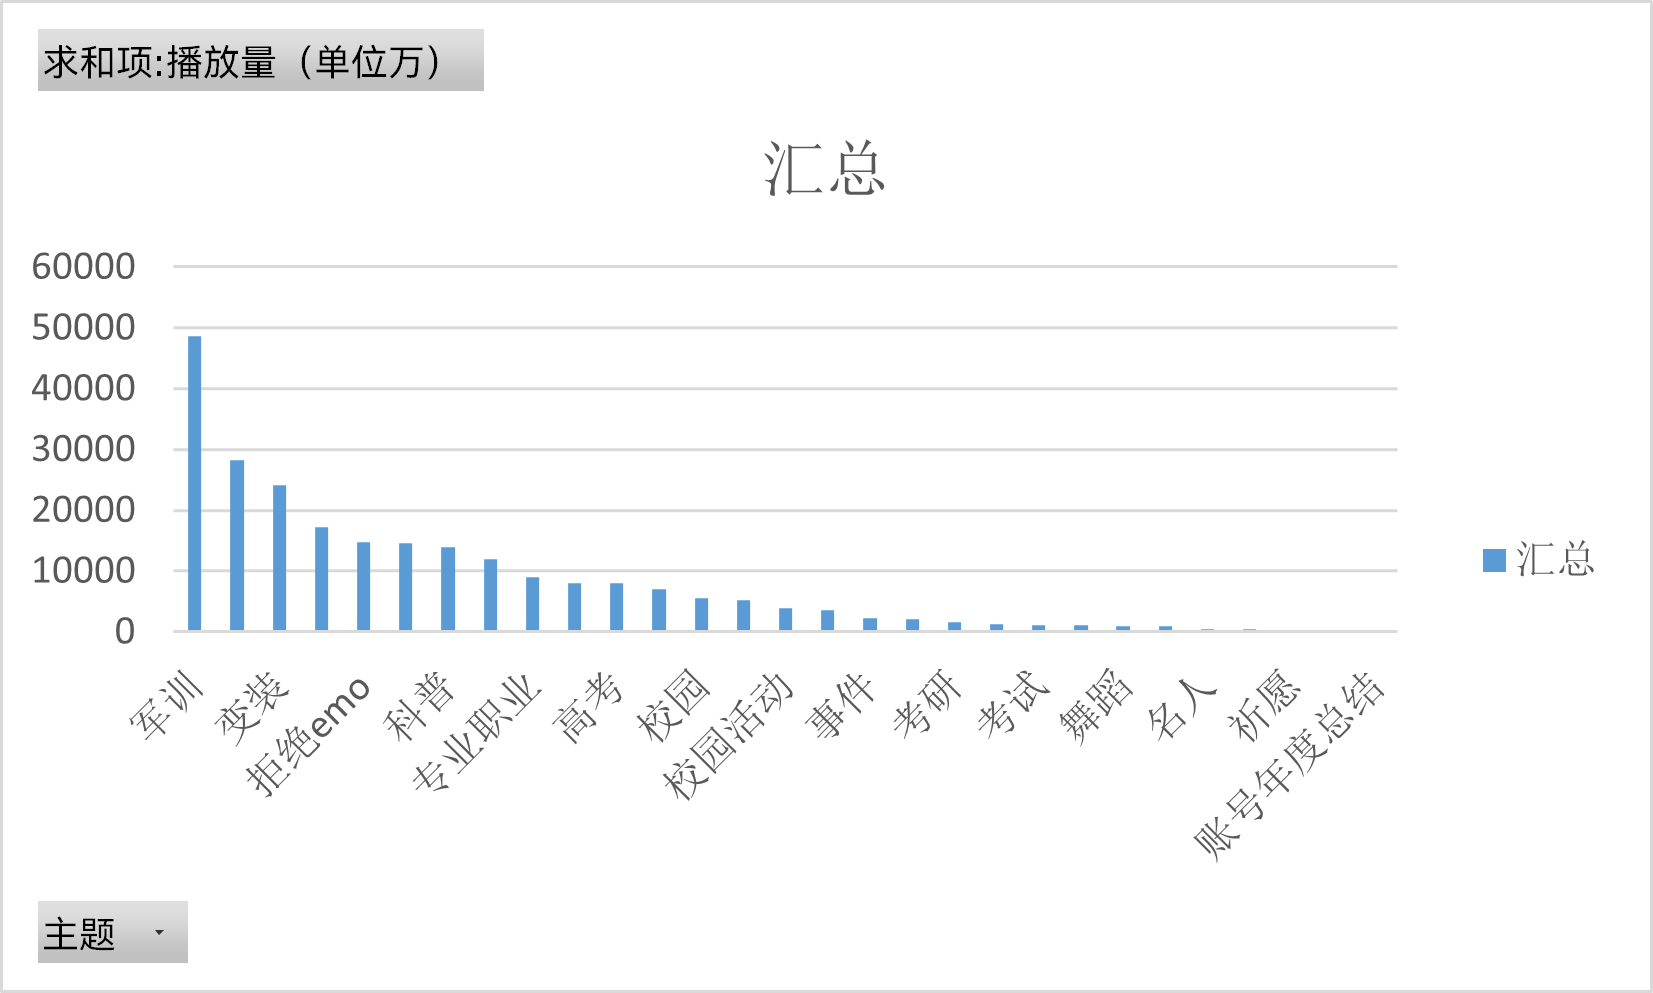 求和项:播放量（单位万）
汇总
60000
50000
40000
30000
20000
10000
0
汇总
军训
变装
拒绝emo
科普
专业职业
高考
校园
校园活动
事件
考研
考试
舞蹈
名人
祈愿
账号年度总结
主题